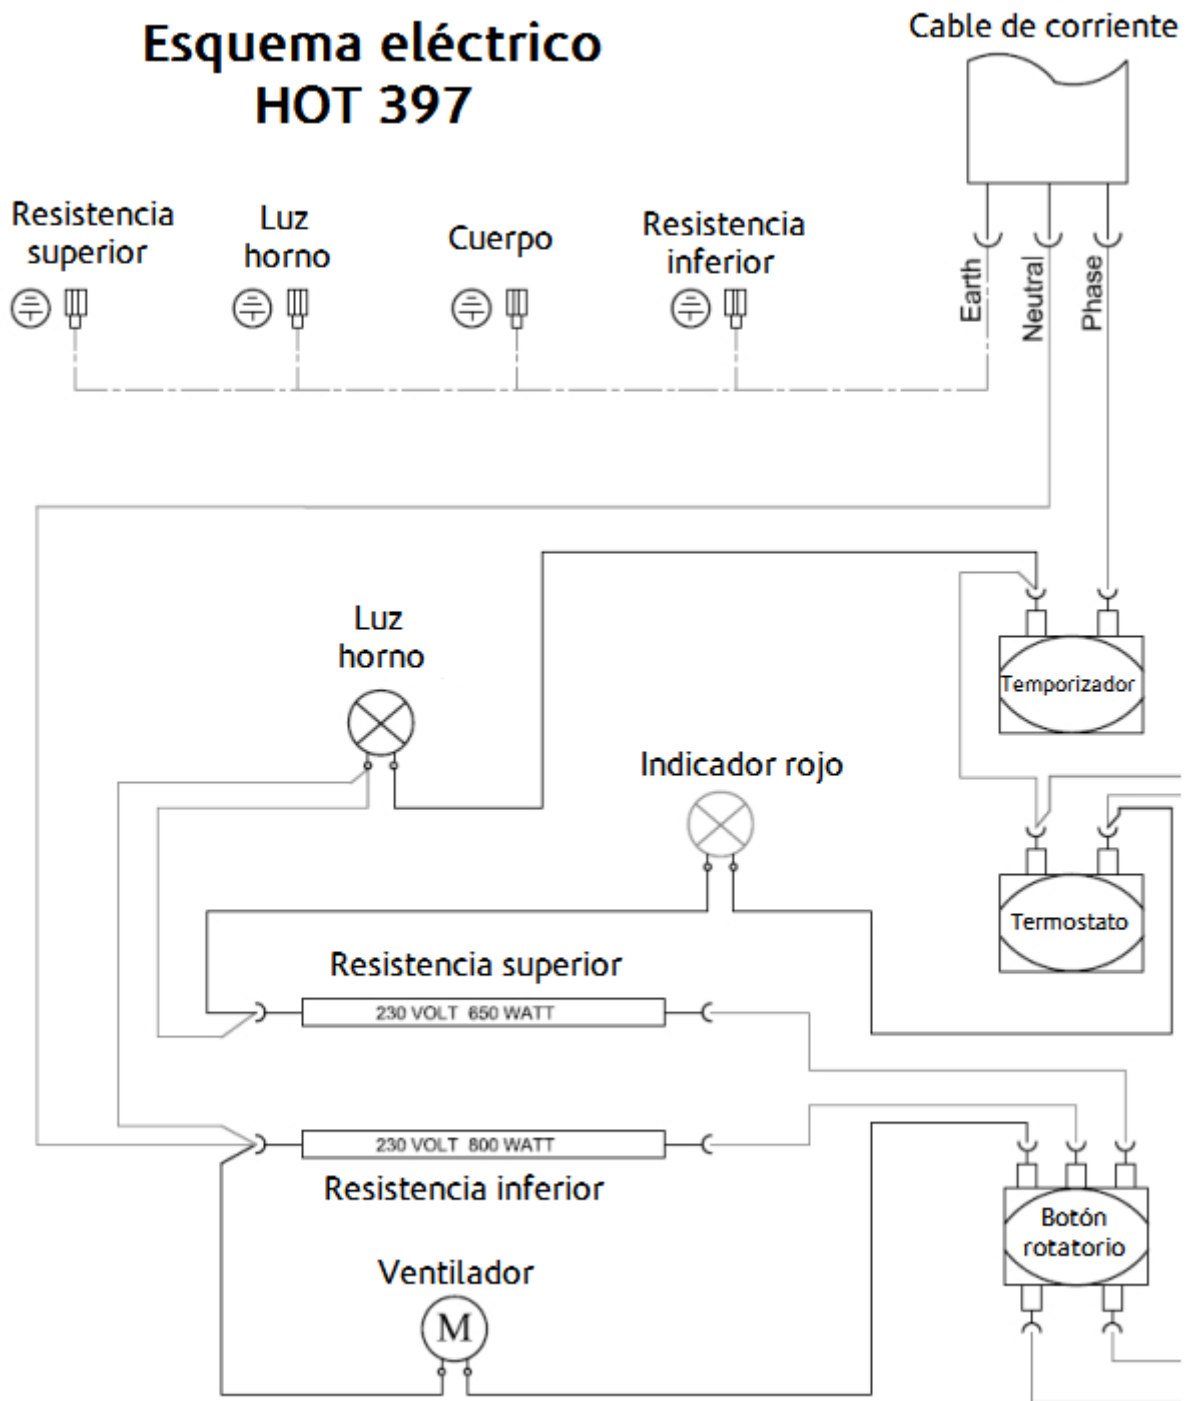 Esquema eléctrico
HOT 397
Cable de corriente
Resistencia
superior
Luz
horno
Cuerpo
Resistencia
inferior
Earth
Neutral
Phase
Luz
horno
Temporizador
Indicador rojo
Termostato
Resistencia superior
230 VOLT 650 WATT
230 VOLT 800 WATT
Resistencia inferior
Botón
rotatorio
Ventilador
M